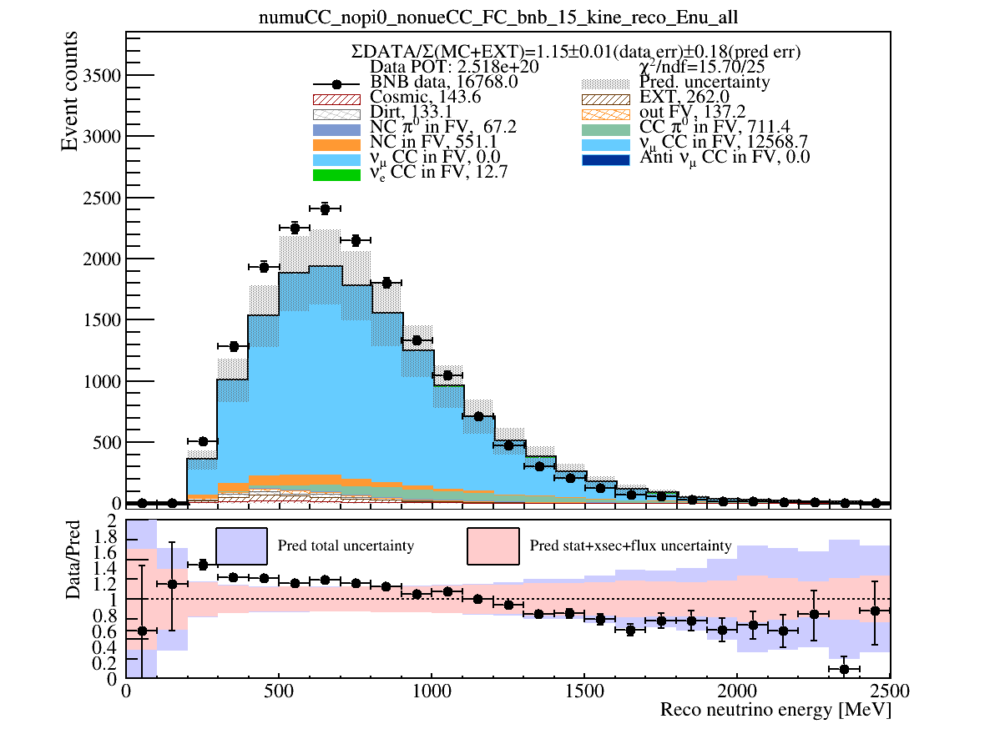 numuCC_nopi0_nonueCC_FC_bnb_15_kine_reco_Enu_all
ΣDATA/Σ(MC+EXT)=1.15±0.01(data err)±0.18(pred err)
Data POT: 2.518e+20
χ²/ndf=15.70/25
BNB data, 16768.0
Pred. uncertainty
Cosmic, 143.6
EXT, 262.0
Dirt, 133.1
out FV, 137.2
NC π⁰ in FV, 67.2
CC π⁰ in FV, 711.4
NC in FV, 551.1
νμ CC in FV, 12568.7
νμ CC in FV, 0.0
Anti νμ CC in FV, 0.0
νe CC in FV, 12.7
Event counts
3500
3000
2500
2000
1500
1000
500
0
Data/Pred
2
1.8
1.6
1.4
1.2
1
0.8
0.6
0.4
0.2
0
Pred total uncertainty
Pred stat+xsec+flux uncertainty
0 500 1000 1500 2000 2500
Reco neutrino energy [MeV]